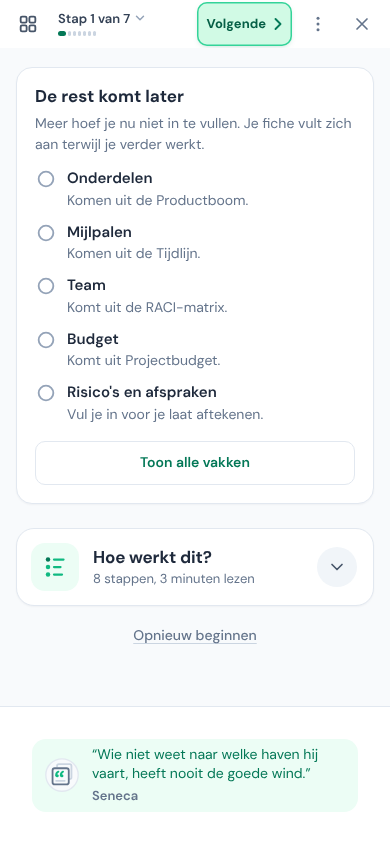 Stap 1 van 7
Volgende
De rest komt later
Meer hoef je nu niet in te vullen. Je fiche vult zich
aan terwijl je verder werkt.
Onderdelen
Komen uit de Productboom.
Mijlpalen
Komen uit de Tijdlijn.
Team
Komt uit de RACI-matrix.
Budget
Komt uit Projectbudget.
Risico's en afspraken
Vul je in voor je laat aftekenen.
Toon alle vakken
Hoe werkt dit?
8 stappen, 3 minuten lezen
Opnieuw beginnen
“Wie niet weet naar welke haven hij
vaart, heeft nooit de goede wind.”
Seneca